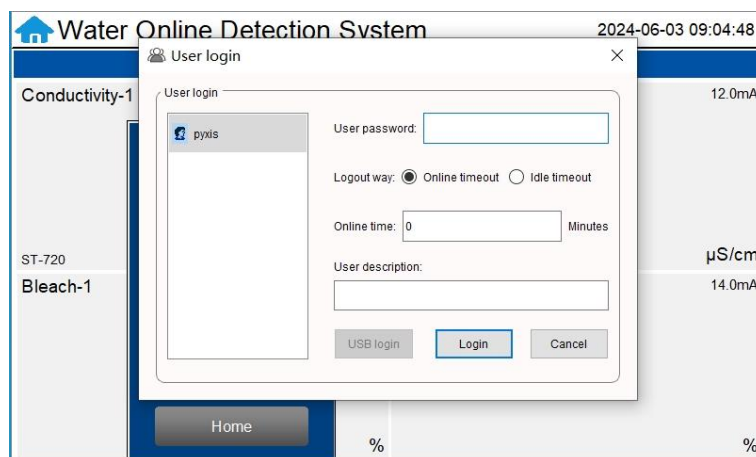 Water Online Detection System
2024-06-03 09:04:48
User login
Conductivity-1
12.0mA
User login
pyxis
User password:
Logout way: Online timeout Idle timeout
Online time: 0 Minutes
ST-720
µS/cm
User description:
Bleach-1
14.0mA
USB login Login Cancel
Home
%
%